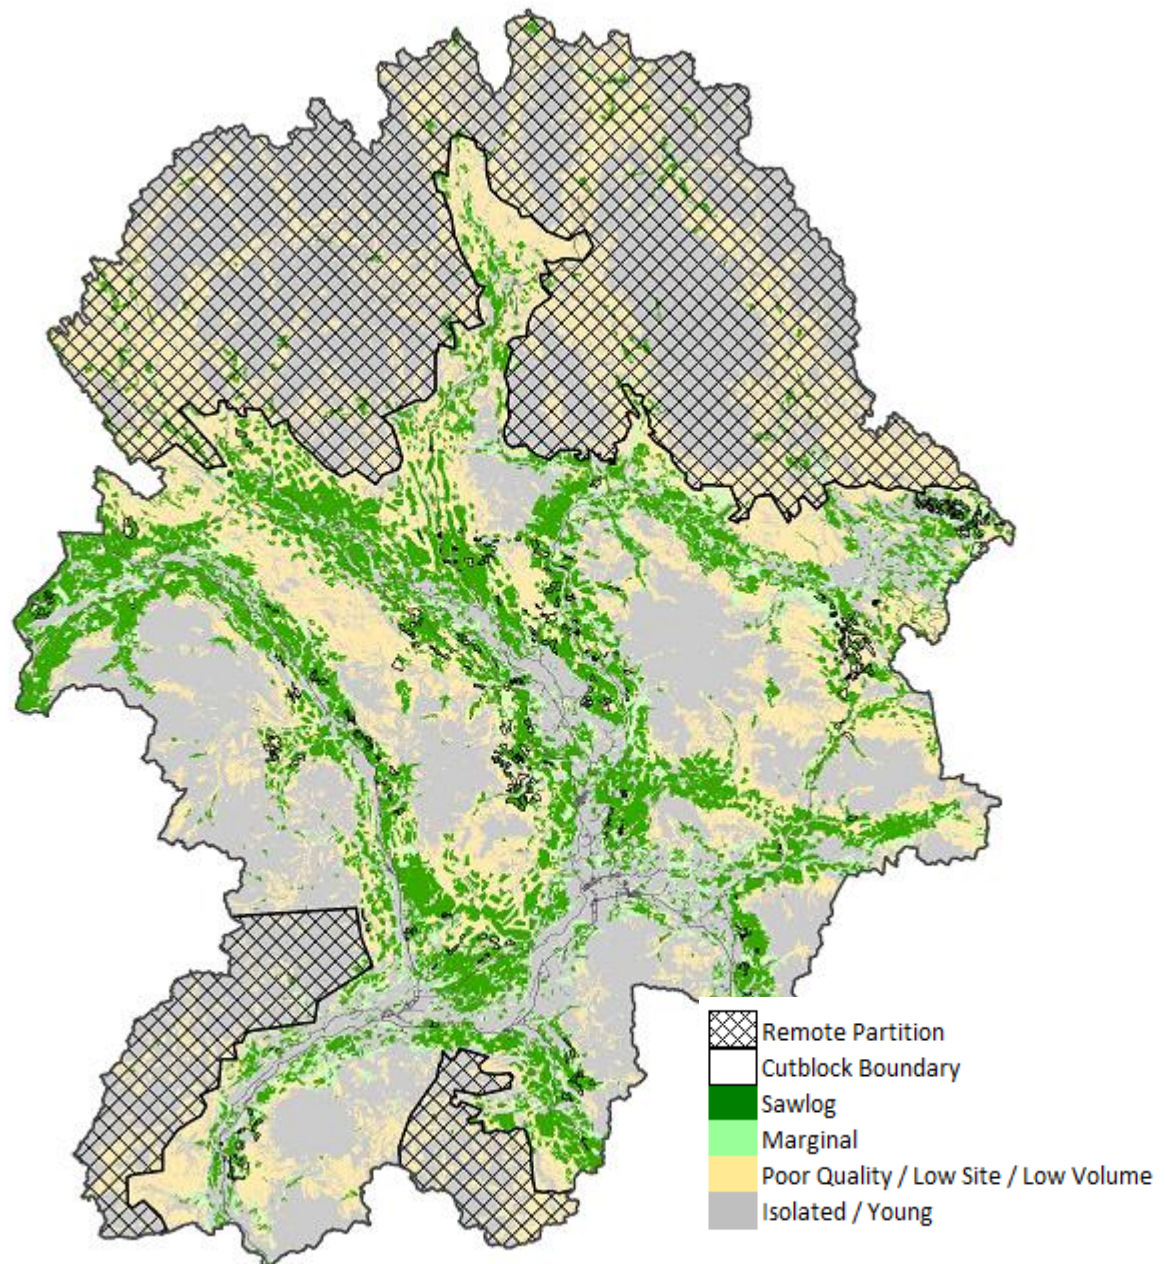 Remote Partition
Cutblock Boundary
Sawlog
Marginal
Poor Quality / Low Site / Low Volume
Isolated / Young